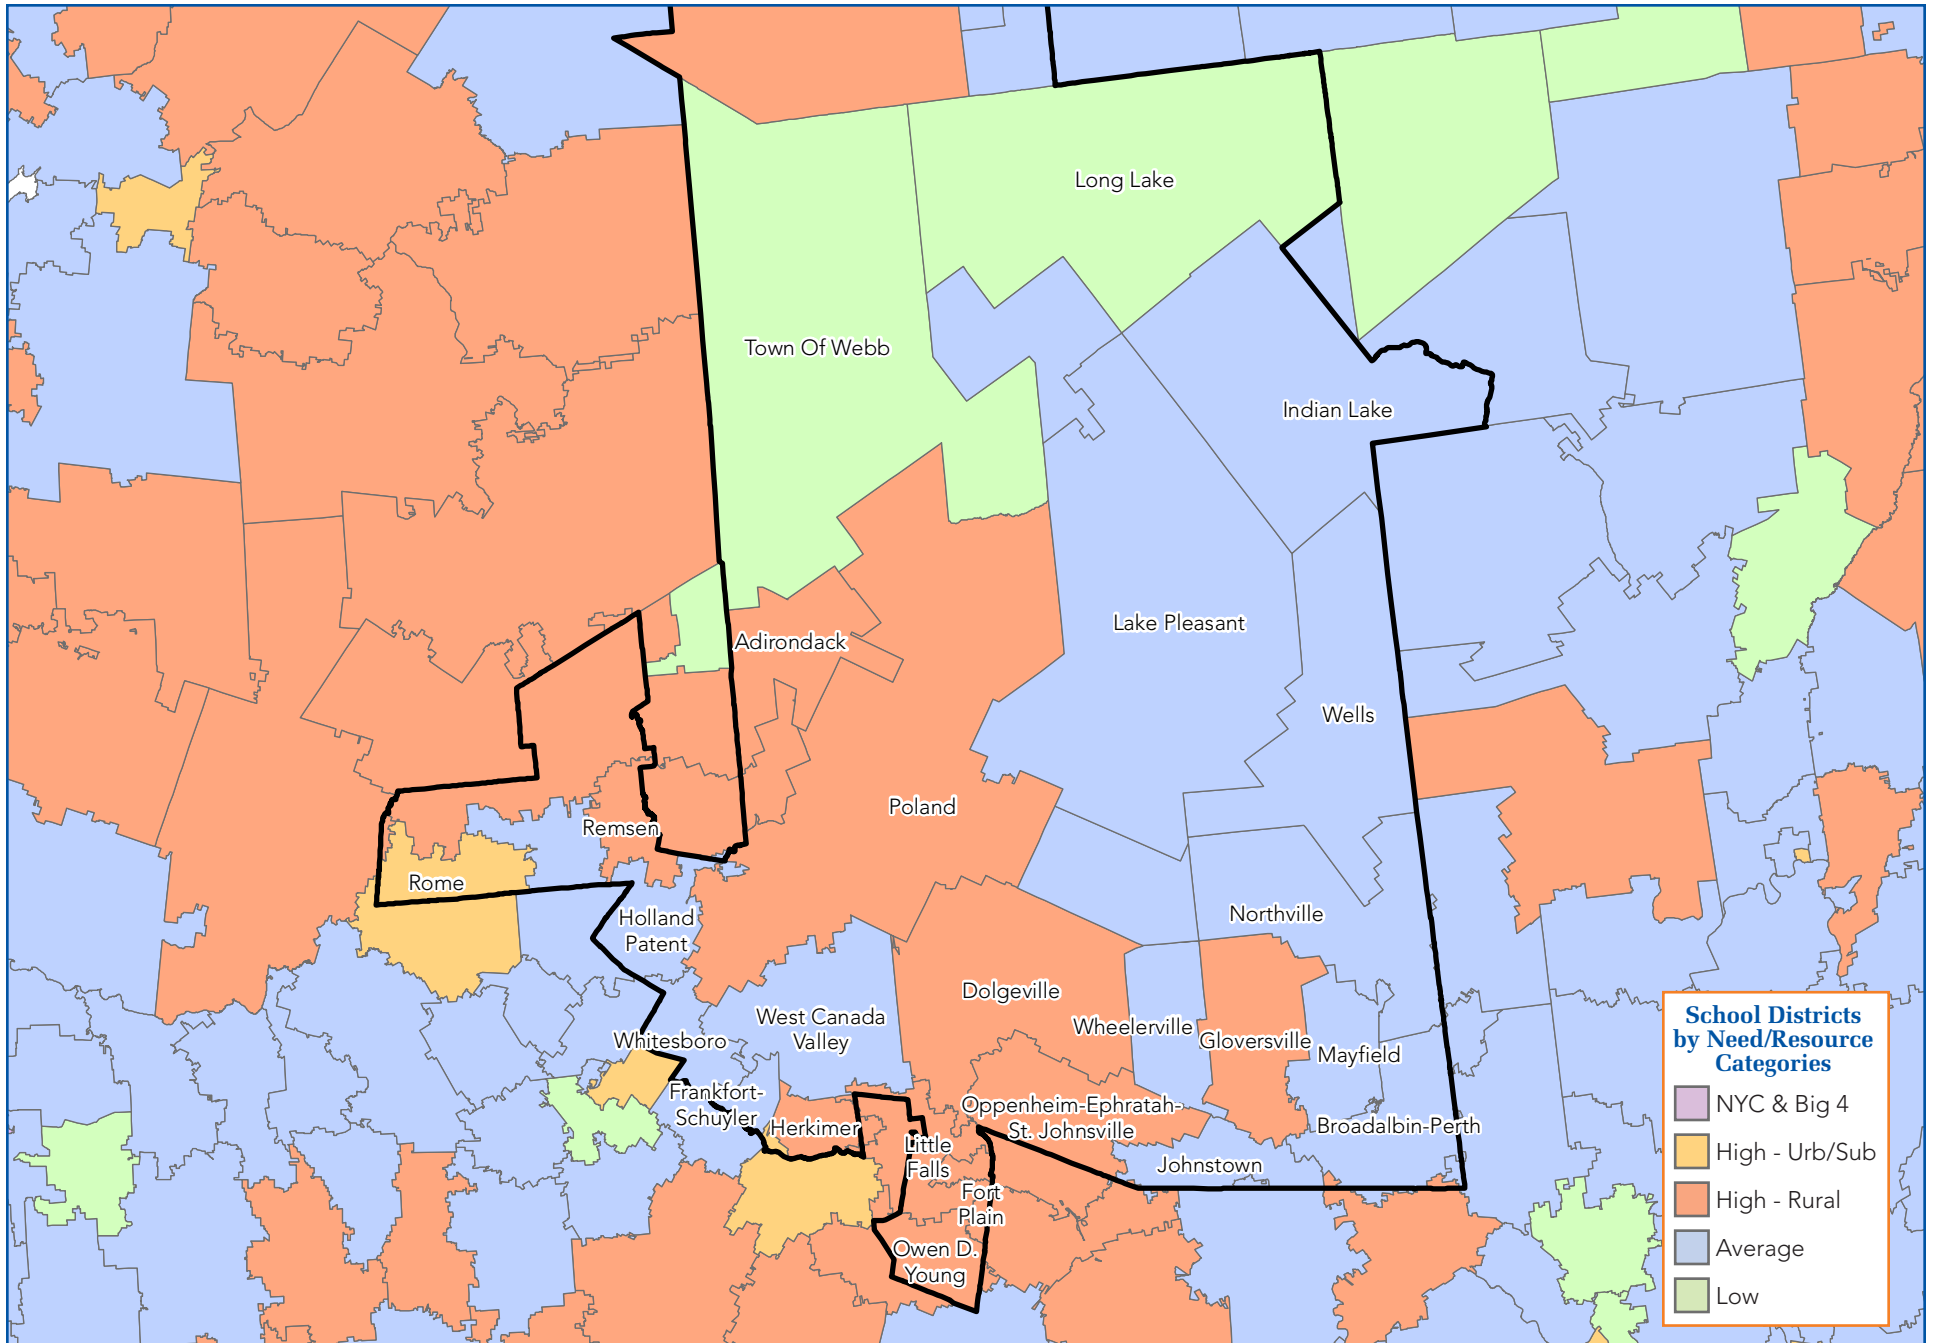 Long Lake
Town Of Webb
Indian Lake
Lake Pleasant
Adirondack
Wells
Poland
Remsen
Rome
Holland
Patent
Northville
Dolgeville
West Canada
Valley
Wheelerville
Gloversville
Whitesboro
Mayfield
Frankfort-
Schuyler
Herkimer
Oppenheim-Ephratah-
St. Johnsville
Broadalbin-Perth
Little
Falls
Johnstown
Fort
Plain
Owen D.
Young
School Districts
by Need/Resource
Categories
NYC & Big 4
High - Urb/Sub
High - Rural
Average
Low